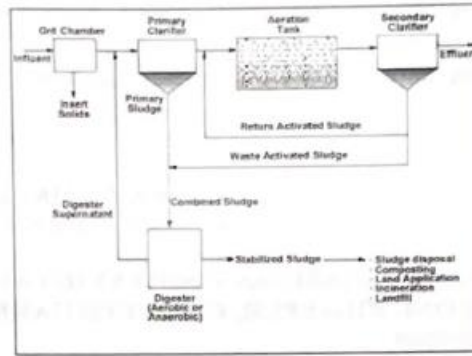 Grit Chamber
Primary
Clarifier
Aeration
Tank
Secondary
Clarifier
Influent
Effluent
Insert
Solids
Primary
Sludge
Return Activated Sludge
Waste Activated Sludge
Digester
Supernatant
Combined Sludge
Stabilized Sludge
· Sludge disposal
· Composting
· Land Application
· Incineration
· Landfill
Digester
(Aerobic or
Anaerobic)